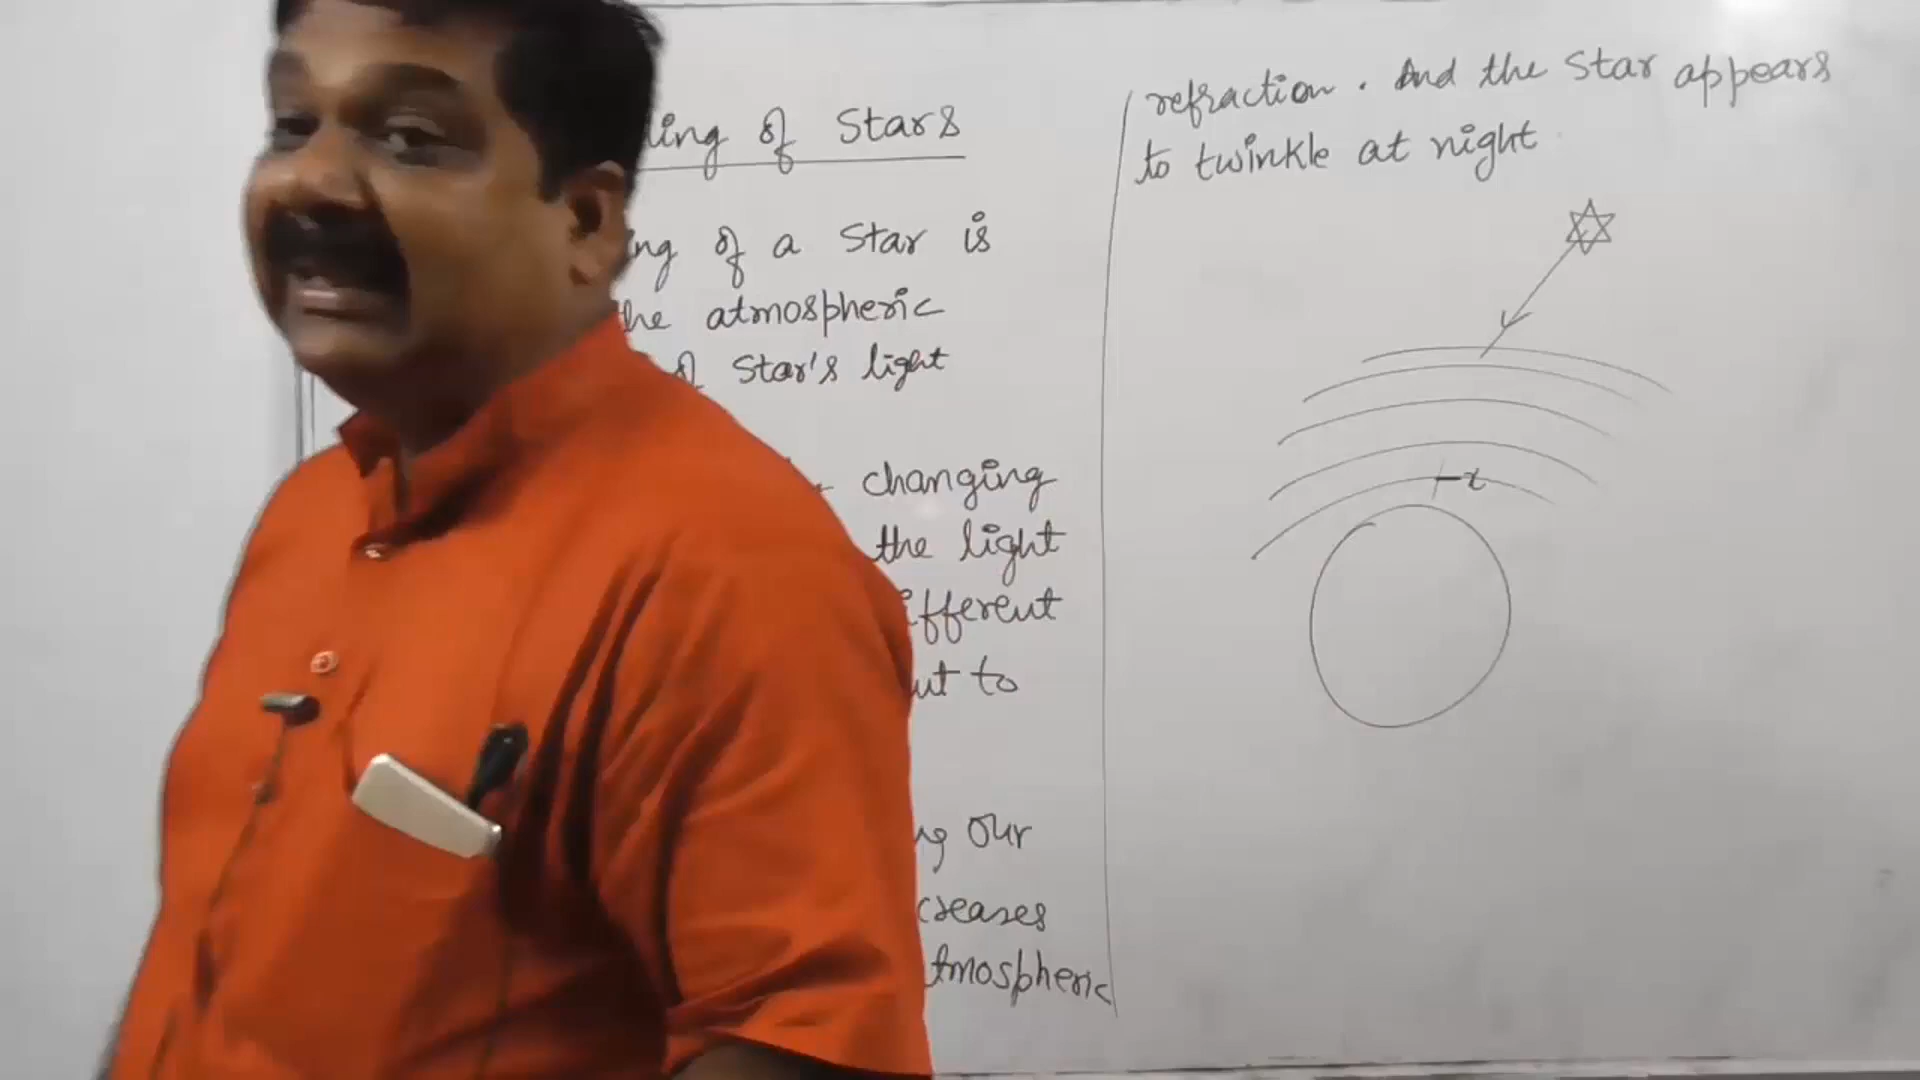 ling of Stars
ng of a Star is
the atmospheric
of Star's light
changing
the light
ifferent
ut to
our
creases
tmospheric
refraction. And the Star appears
to twinkle at night